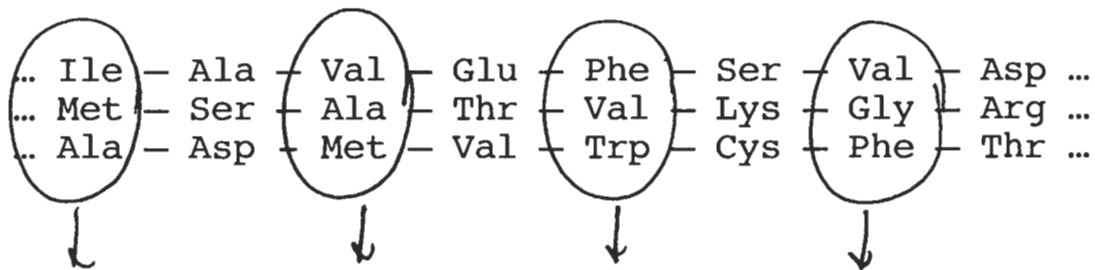 … Ile — Ala — Val — Glu — Phe — Ser — Val — Asp …
… Met — Ser — Ala — Thr — Val — Lys — Gly — Arg …
… Ala — Asp — Met — Val — Trp — Cys — Phe — Thr …